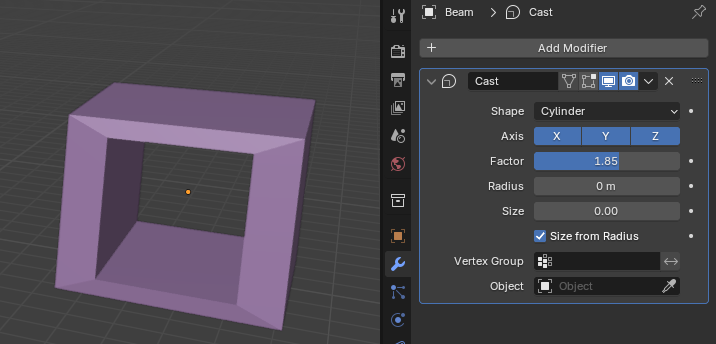 Beam > Cast
+ Add Modifier
Cast
Shape Cylinder
Axis X Y Z
Factor 1.85
Radius 0 m
Size 0.00
Size from Radius
Vertex Group
Object Object